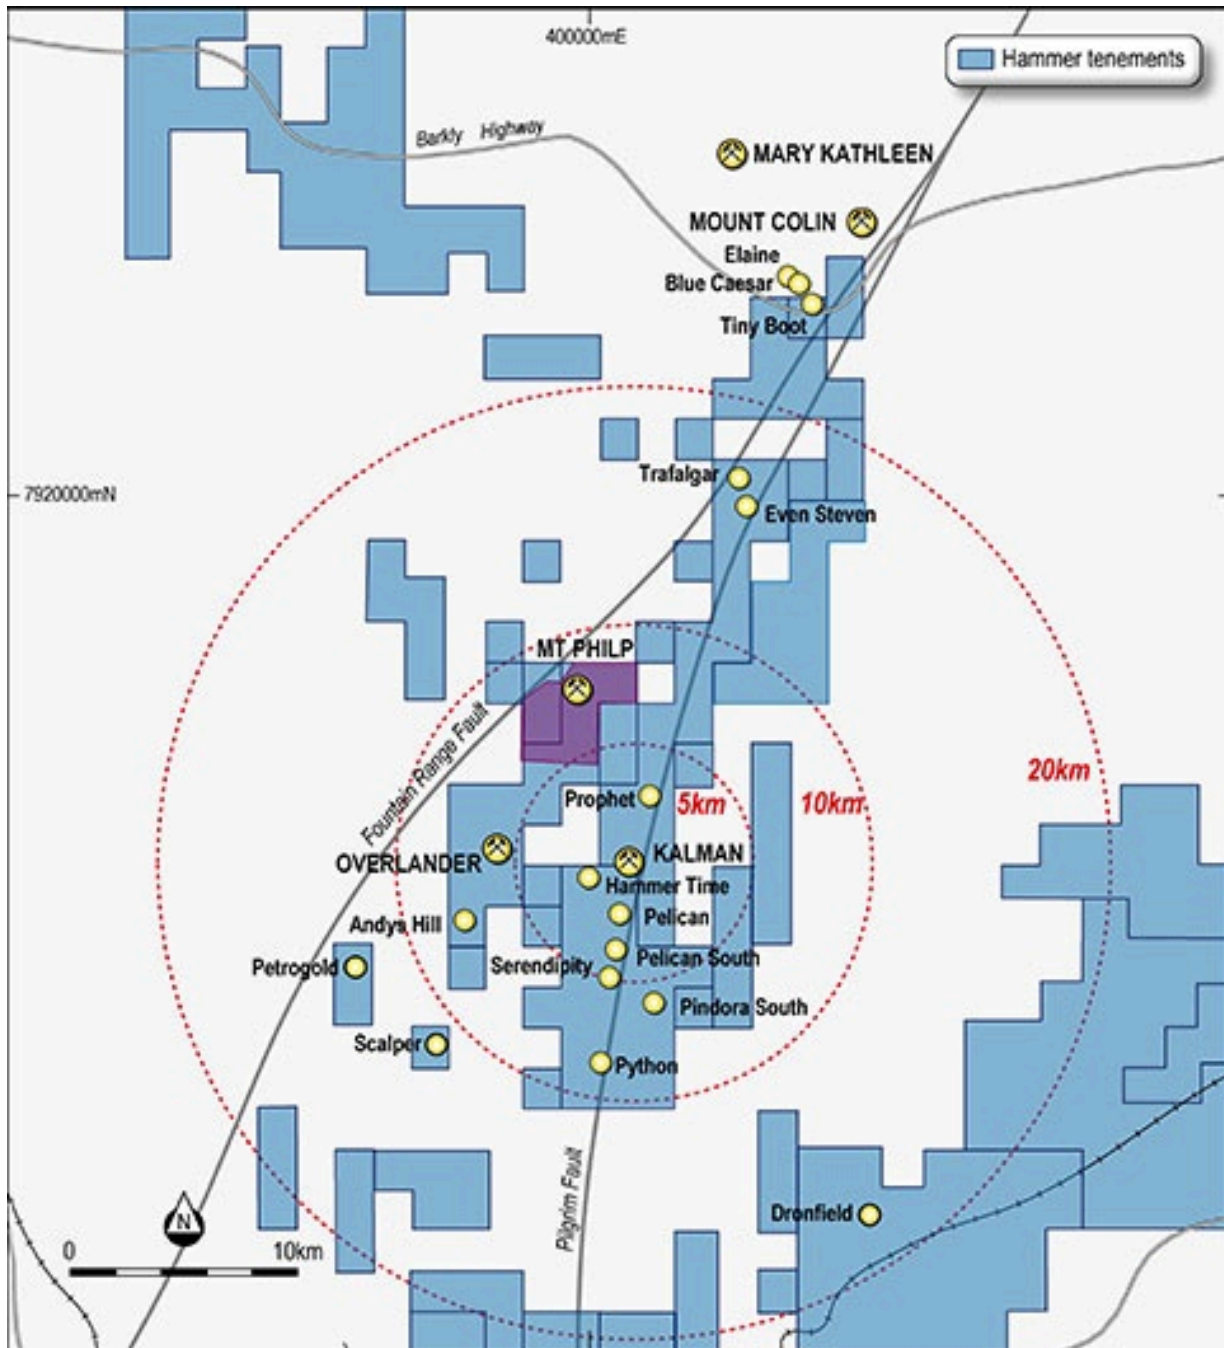 400000mE
Hammer tenements
Barkly Highway
MARY KATHLEEN
MOUNT COLIN
Elaine
Blue Caesar
Tiny Boot
Trafalgar
7920000mN
Even Steven
MT PHILP
Fountain Range Fault
20km
Prophet
5km
10km
OVERLANDER
KALMAN
Hammer Time
Andys Hill
Pelican
Petrogold
Serendipity
Pelican South
Pindora South
Scalper
Python
Pilgrim Fault
Dronfield
N
0
10km